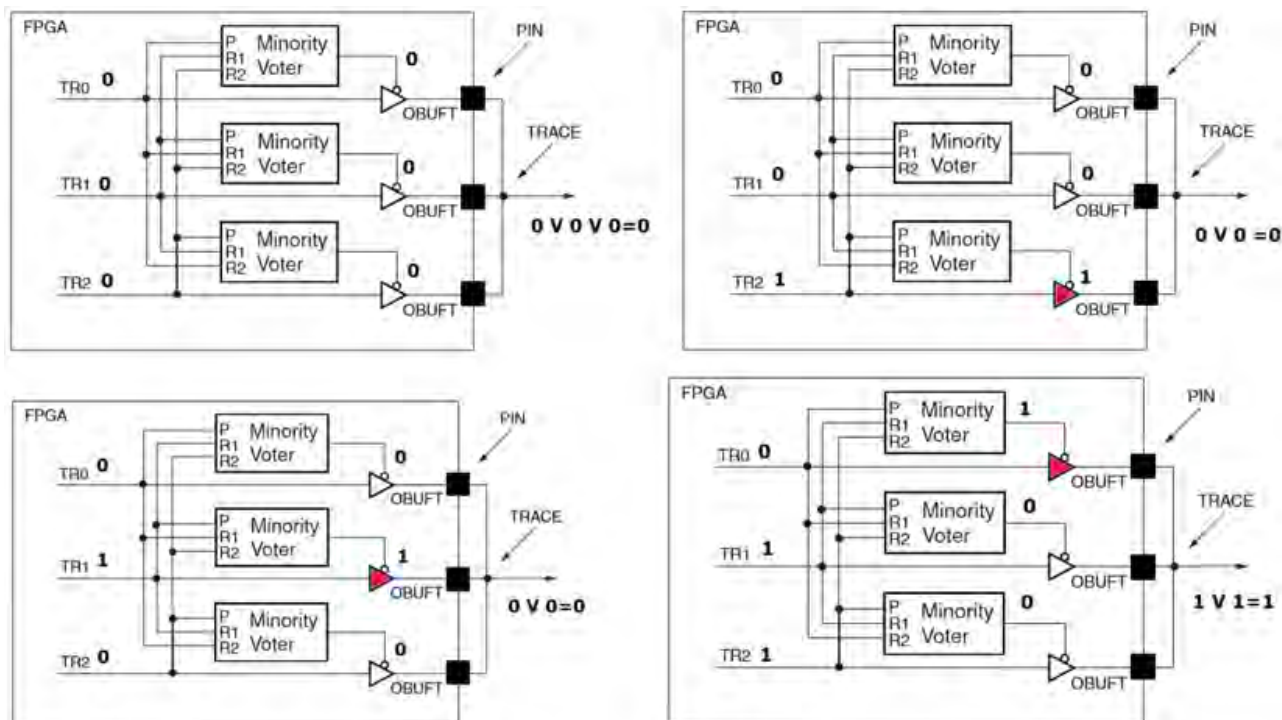 FPGA
P Minority
R1 Voter
R2
0
PIN
TR0 0
OBUFT
TRACE
P Minority
R1 Voter
R2
0
TR1 0
OBUFT
0 V 0 V 0=0
P Minority
R1 Voter
R2
0
TR2 0
OBUFT
FPGA
P Minority
R1 Voter
R2
0
PIN
TR0 0
OBUFT
TRACE
P Minority
R1 Voter
R2
0
TR1 0
OBUFT
0 V 0 =0
P Minority
R1 Voter
R2
1
TR2 1
OBUFT
FPGA
P Minority
R1 Voter
R2
0
PIN
TR0 0
OBUFT
TRACE
P Minority
R1 Voter
R2
1
TR1 1
OBUFT
0 V 0=0
P Minority
R1 Voter
R2
0
TR2 0
OBUFT
FPGA
P Minority
R1 Voter
R2
1
PIN
TR0 0
OBUFT
TRACE
P Minority
R1 Voter
R2
0
TR1 1
OBUFT
1 V 1=1
P Minority
R1 Voter
R2
0
TR2 1
OBUFT